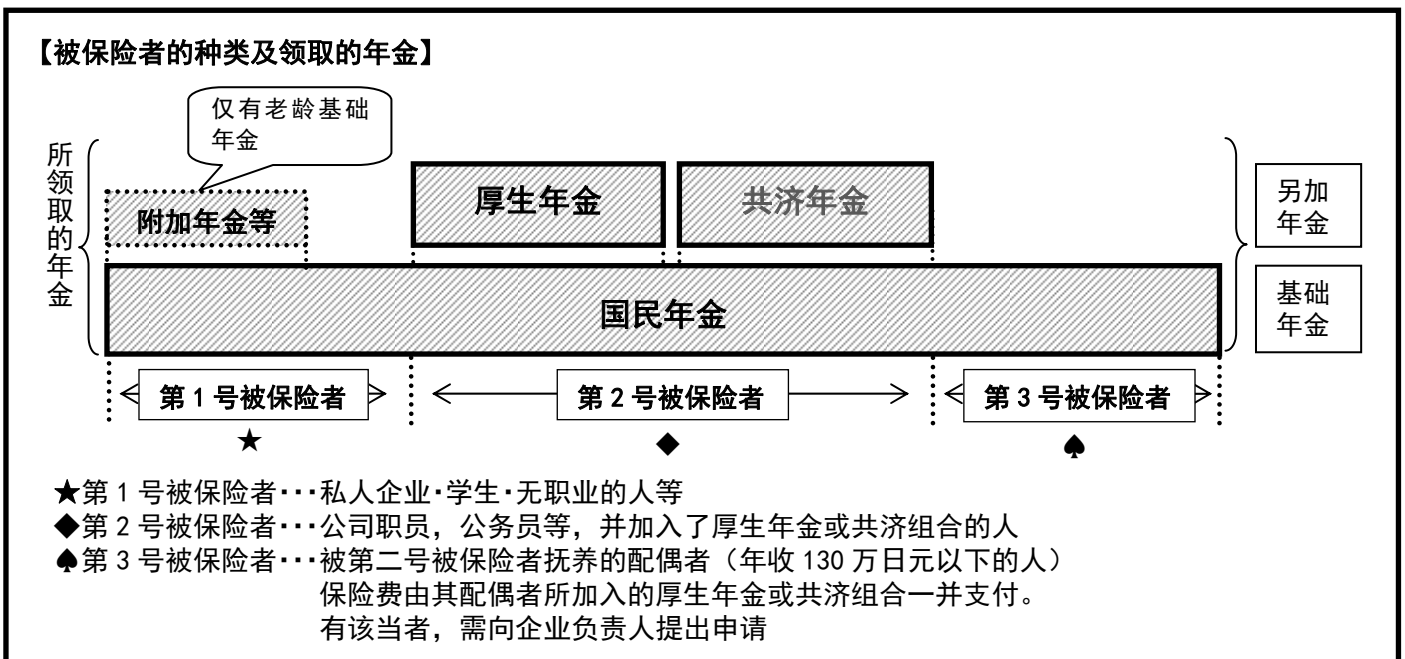 【被保险者的种类及领取的年金】
仅有老龄基础
年金
所领取的年金
附加年金等
厚生年金
共济年金
另加
年金
国民年金
基础
年金
第1号被保险者
第2号被保险者
第3号被保险者
★
◆
♠
★第1号被保险者･･･私人企业･学生･无职业的人等
◆第2号被保险者･･･公司职员，公务员等，并加入了厚生年金或共济组合的人
♠第3号被保险者･･･被第二号被保险者抚养的配偶者（年收130万日元以下的人）
保险费由其配偶者所加入的厚生年金或共济组合一并支付。
有该当者，需向企业负责人提出申请